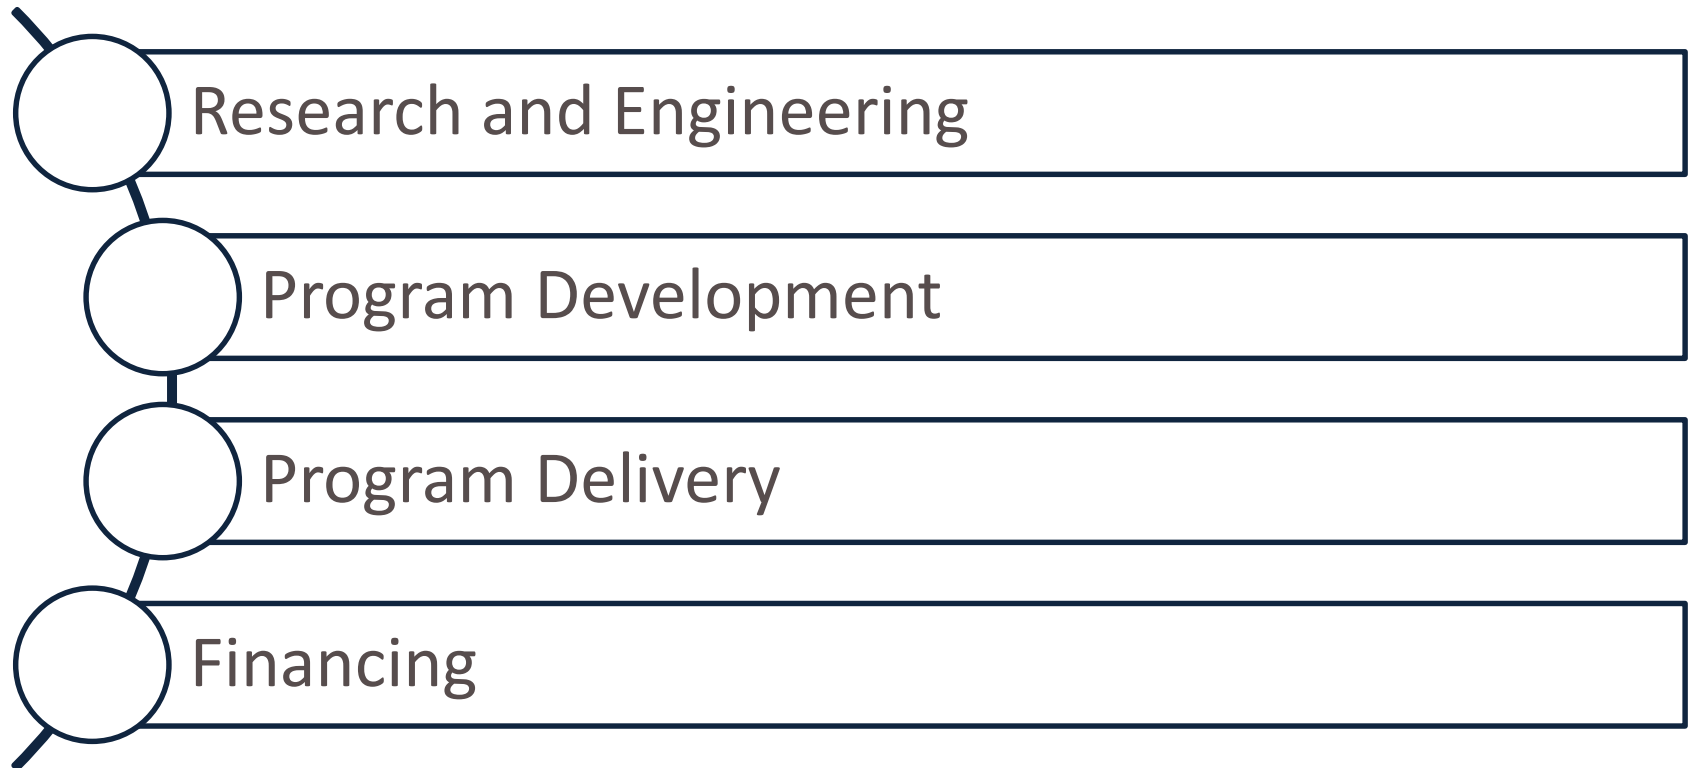 Research and Engineering
Program Development
Program Delivery
Financing